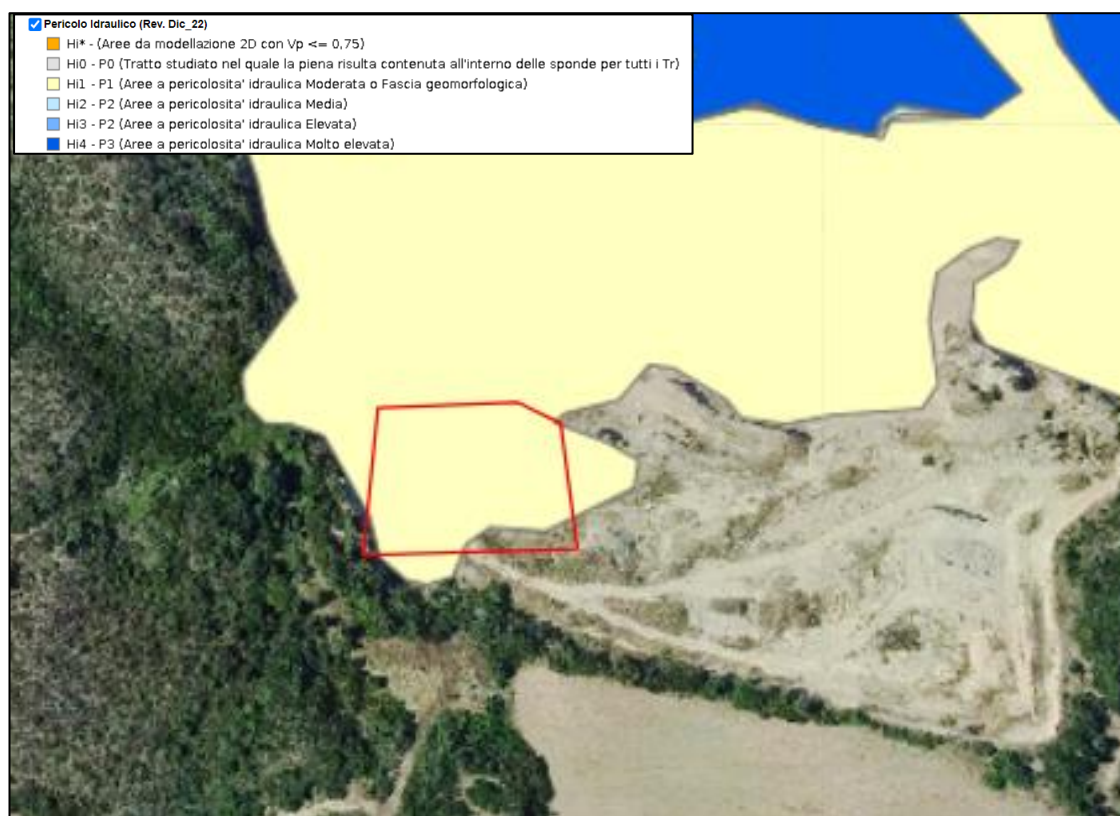 Pericolo Idraulico (Rev. Dic_22)
Hi* - (Aree da modellazione 2D con Vp <= 0,75)
Hi0 - P0 (Tratto studiato nel quale la piena risulta contenuta all'interno delle sponde per tutti i Tr)
Hi1 - P1 (Aree a pericolosita' idraulica Moderata o Fascia geomorfologica)
Hi2 - P2 (Aree a pericolosita' idraulica Media)
Hi3 - P2 (Aree a pericolosita' idraulica Elevata)
Hi4 - P3 (Aree a pericolosita' idraulica Molto elevata)